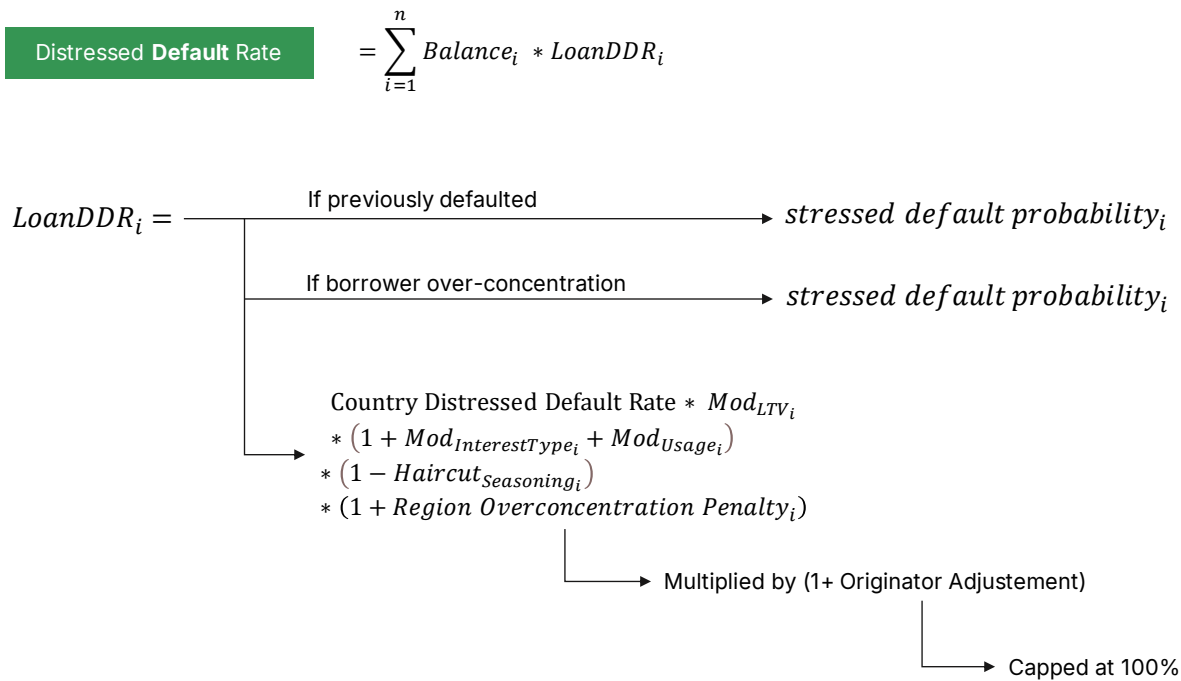 Distressed Default Rate
= \sum_{i=1}^{n} Balance_i * LoanDDR_i
LoanDDR_i =
If previously defaulted
stressed default probability_i
If borrower over-concentration
stressed default probability_i
Country Distressed Default Rate * Mod_{LTV_i}
* (1 + Mod_{InterestType_i} + Mod_{Usage_i})
* (1 − Haircut_{Seasoning_i})
* (1 + Region Overconcentration Penalty_i)
Multiplied by (1+ Originator Adjustement)
Capped at 100%